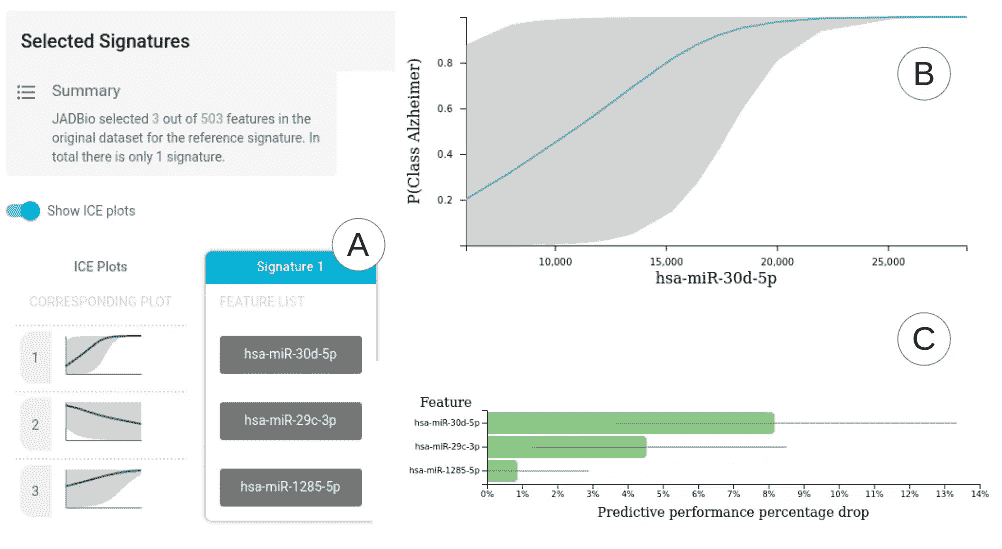 Selected Signatures
Summary
JADBio selected 3 out of 503 features in the
original dataset for the reference signature. In
total there is only 1 signature.
Show ICE plots
A
ICE Plots
Signature 1
CORRESPONDING PLOT
FEATURE LIST
1
hsa-miR-30d-5p
2
hsa-miR-29c-3p
3
hsa-miR-1285-5p
B
P(Class Alzheimer)
0.8
0.6
0.4
0.2
10,000
15,000
20,000
25,000
hsa-miR-30d-5p
C
Feature
hsa-miR-30d-5p
hsa-miR-29c-3p
hsa-miR-1285-5p
0%
1%
2%
3%
4%
5%
6%
7%
8%
9%
10%
11%
12%
13%
14%
Predictive performance percentage drop